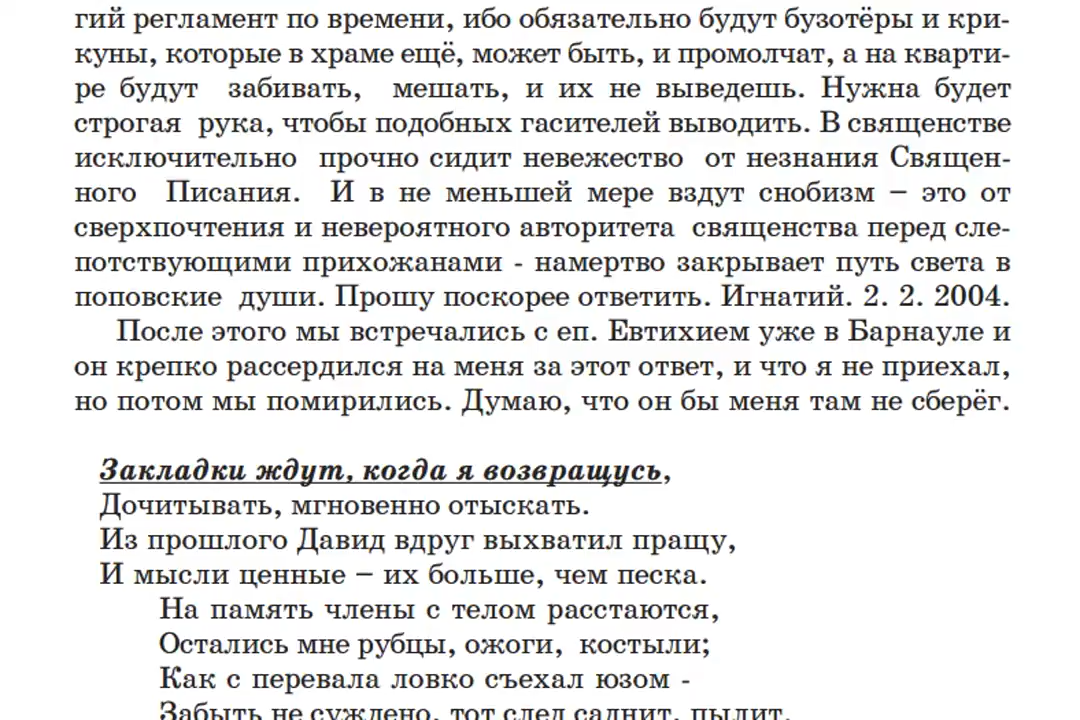 гий регламент по времени, ибо обязательно будут бузотёры и кри-
куны, которые в храме ещё, может быть, и промолчат, а на кварти-
ре будут забивать, мешать, и их не выведешь. Нужна будет
строгая рука, чтобы подобных гасителей выводить. В священстве
исключительно прочно сидит невежество от незнания Священ-
ного Писания. И в не меньшей мере вздут снобизм – это от
сверхпочтения и невероятного авторитета священства перед сле-
потствующими прихожанами - намертво закрывает путь света в
поповские души. Прошу поскорее ответить. Игнатий. 2. 2. 2004.
После этого мы встречались с еп. Евтихием уже в Барнауле и
он крепко рассердился на меня за этот ответ, и что я не приехал,
но потом мы помирились. Думаю, что он бы меня там не сберёг.
Закладки ждут, когда я возвращусь,
Дочитывать, мгновенно отыскать.
Из прошлого Давид вдруг выхватил пращу,
И мысли ценные – их больше, чем песка.
На память члены с телом расстаются,
Остались мне рубцы, ожоги, костыли;
Как с перевала ловко съехал юзом -
Забыть не суждено, тот след саднит, пылит.